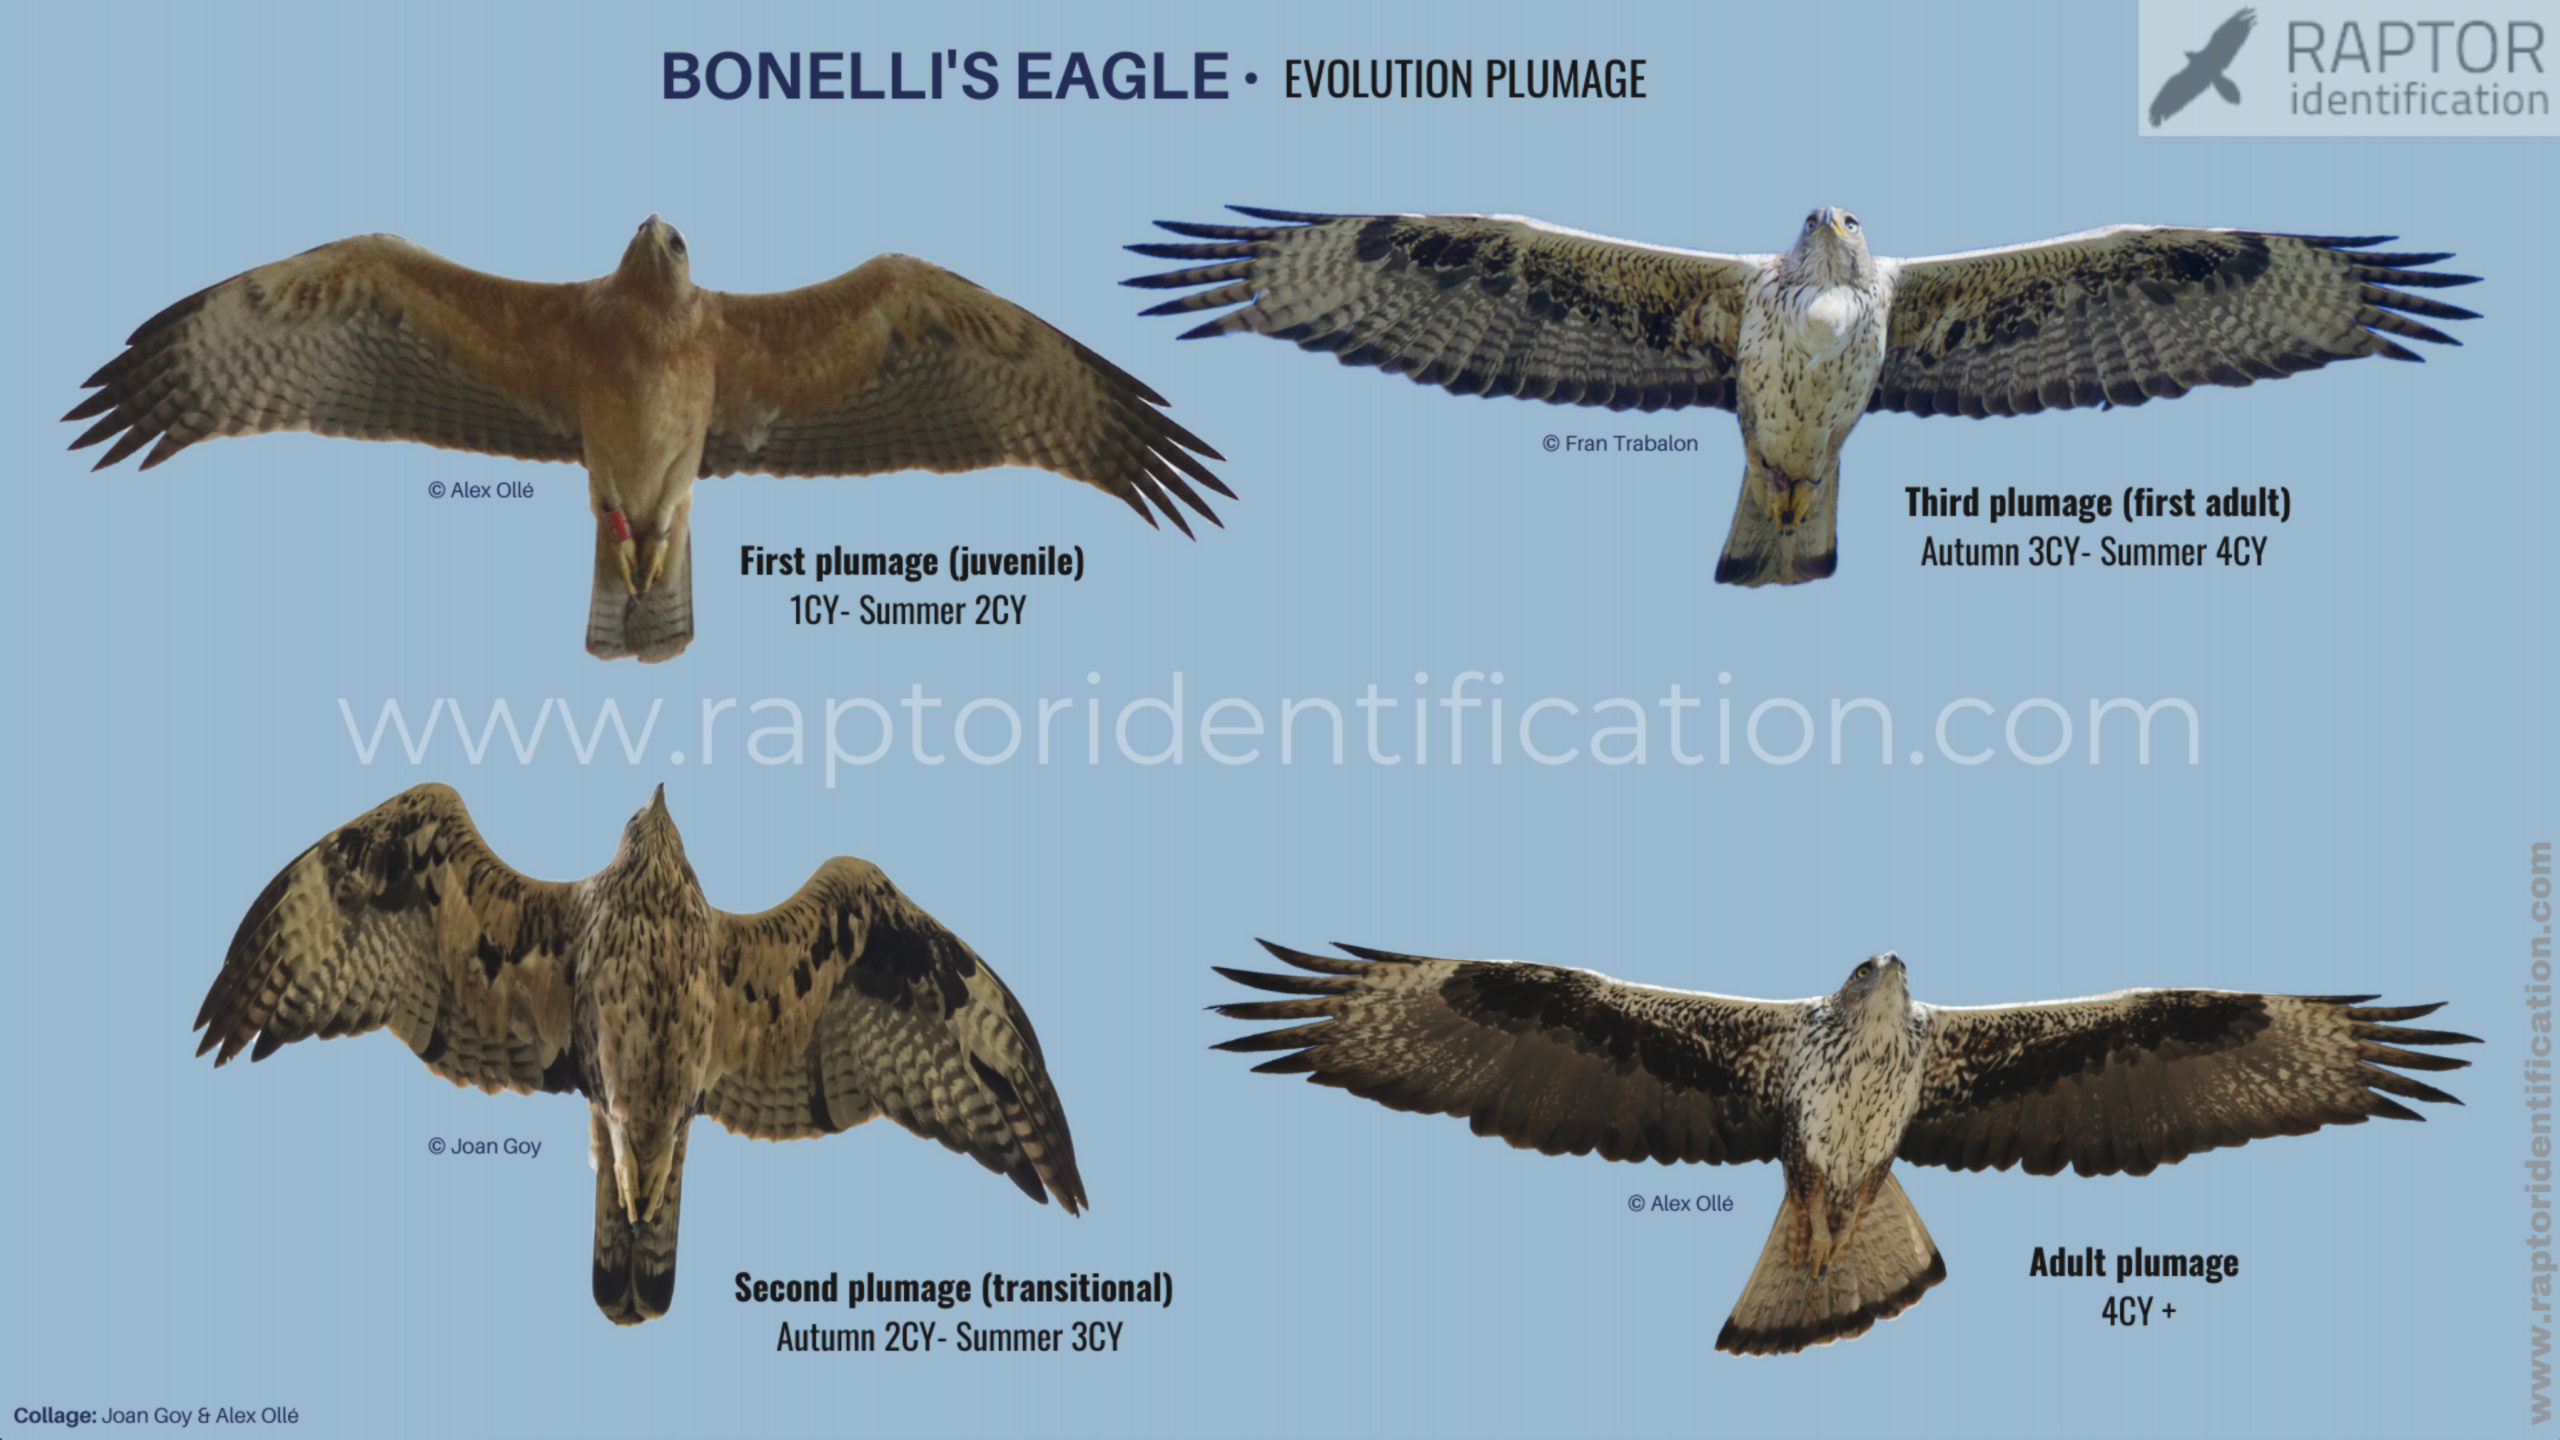 BONELLI'S EAGLE • EVOLUTION PLUMAGE
RAPTOR
identification
© Alex Ollé
First plumage (juvenile)
1CY- Summer 2CY
© Fran Trabalon
Third plumage (first adult)
Autumn 3CY- Summer 4CY
www.raptoridentification.com
© Joan Goy
Second plumage (transitional)
Autumn 2CY- Summer 3CY
© Alex Ollé
Adult plumage
4CY +
www.raptoridentification.com
Collage: Joan Goy & Alex Ollé